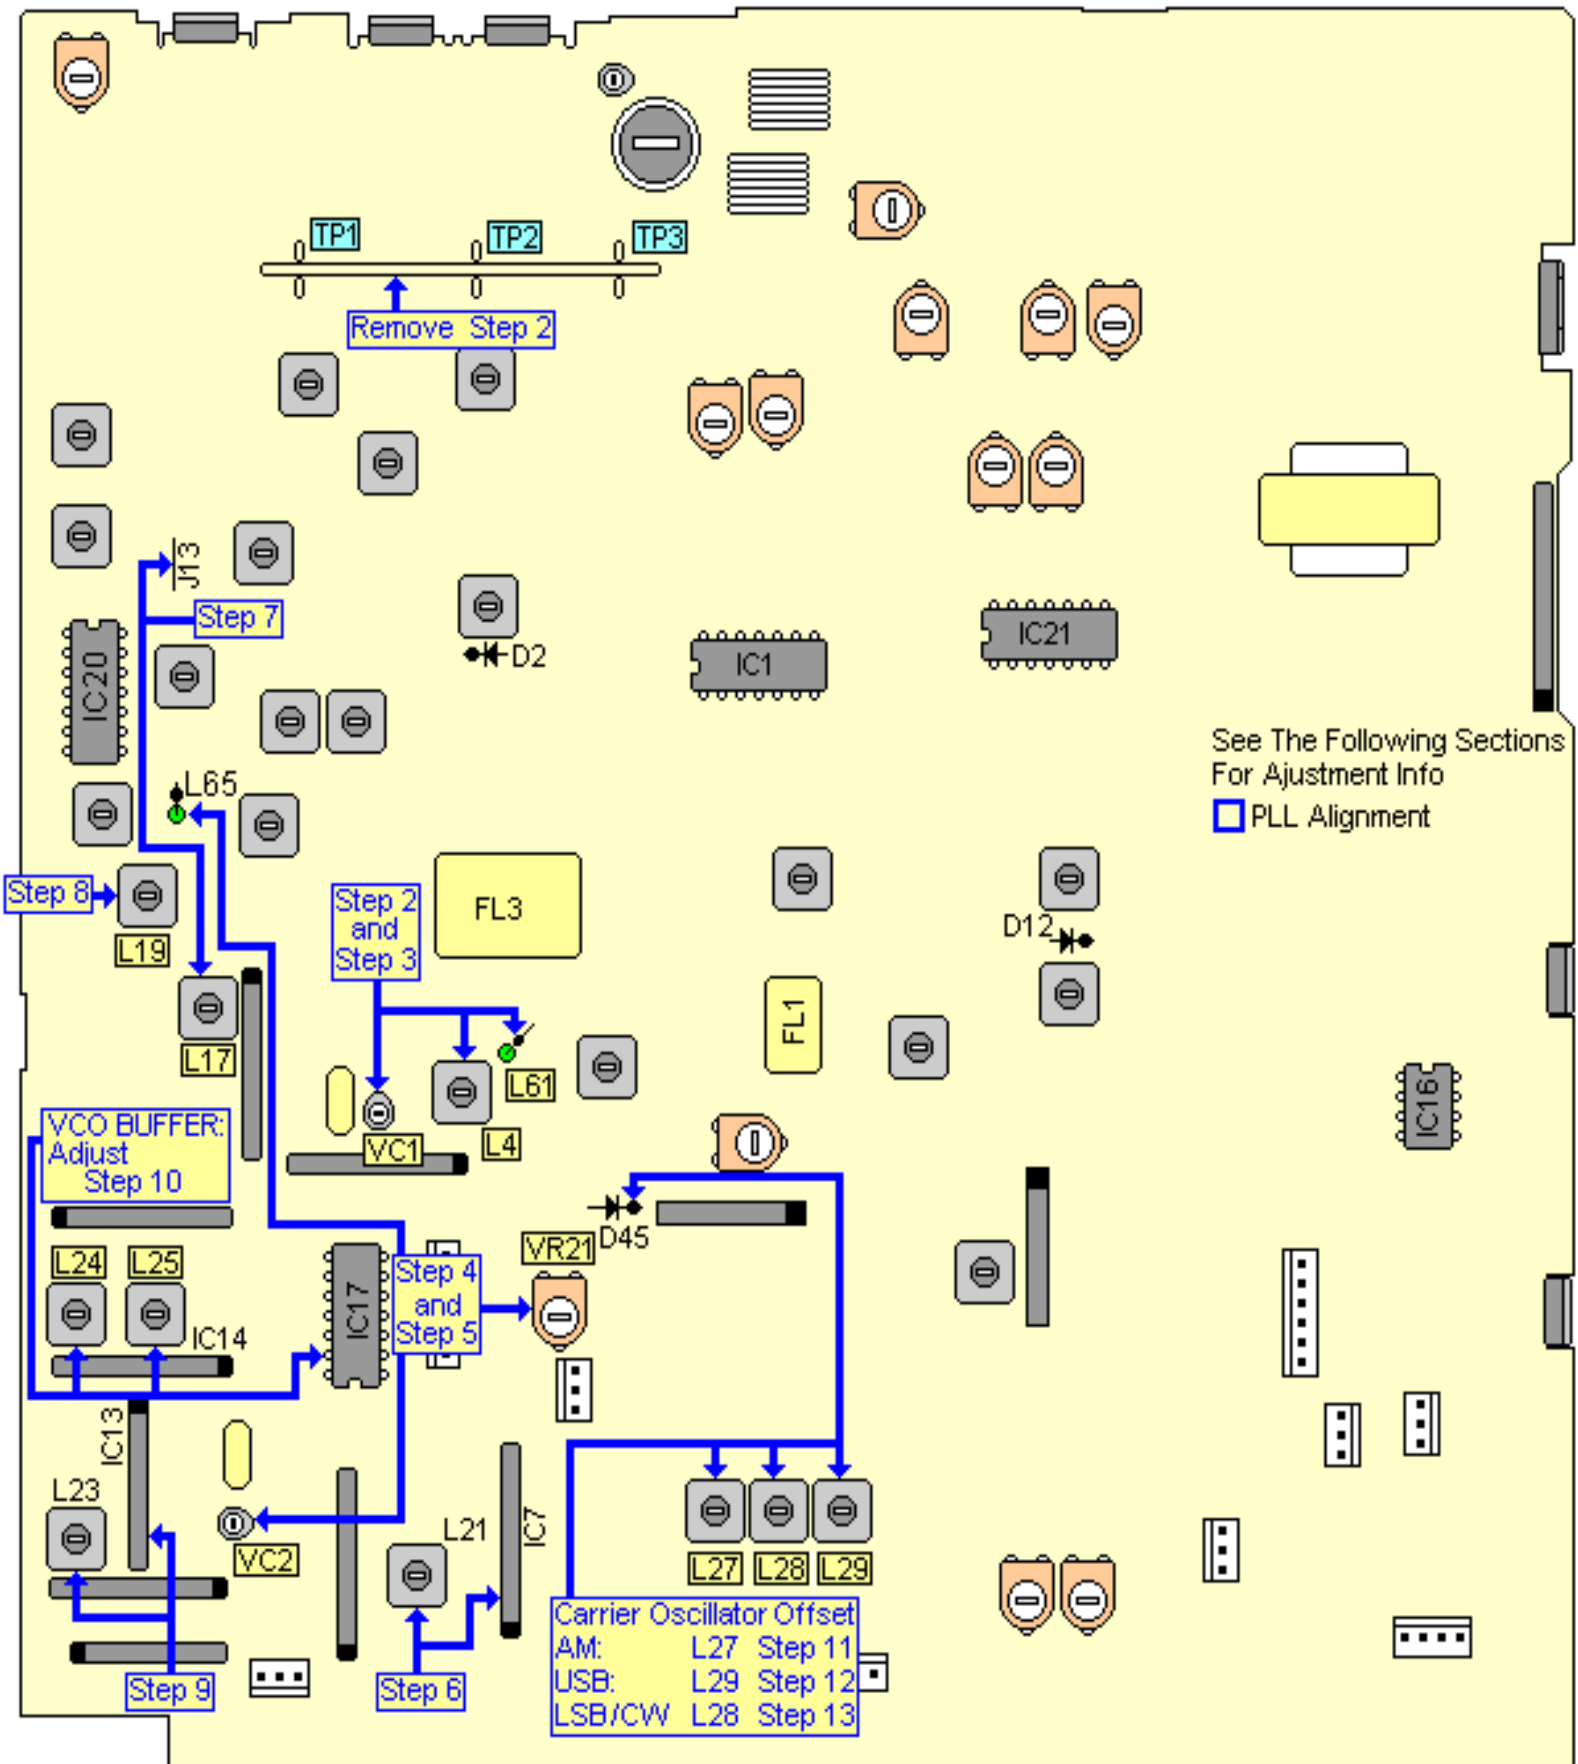 TP1
TP2
TP3
Remove Step 2
J13
Step 7
IC20
D2
IC1
IC21
See The Following Sections
For Ajustment Info
PLL Alignment
L65
Step 8
L19
Step 2
and
Step 3
FL3
D12
L17
FL1
L61
L4
VC1
IC16
VCO BUFFER:
Adjust
Step 10
L24
L25
IC14
IC17
Step 4
and
Step 5
VR21
D45
IC13
L23
VC2
L21
IC7
L27
L28
L29
Step 9
Step 6
Carrier Oscillator Offset
AM: L27 Step 11
USB: L29 Step 12
LSB/CW L28 Step 13